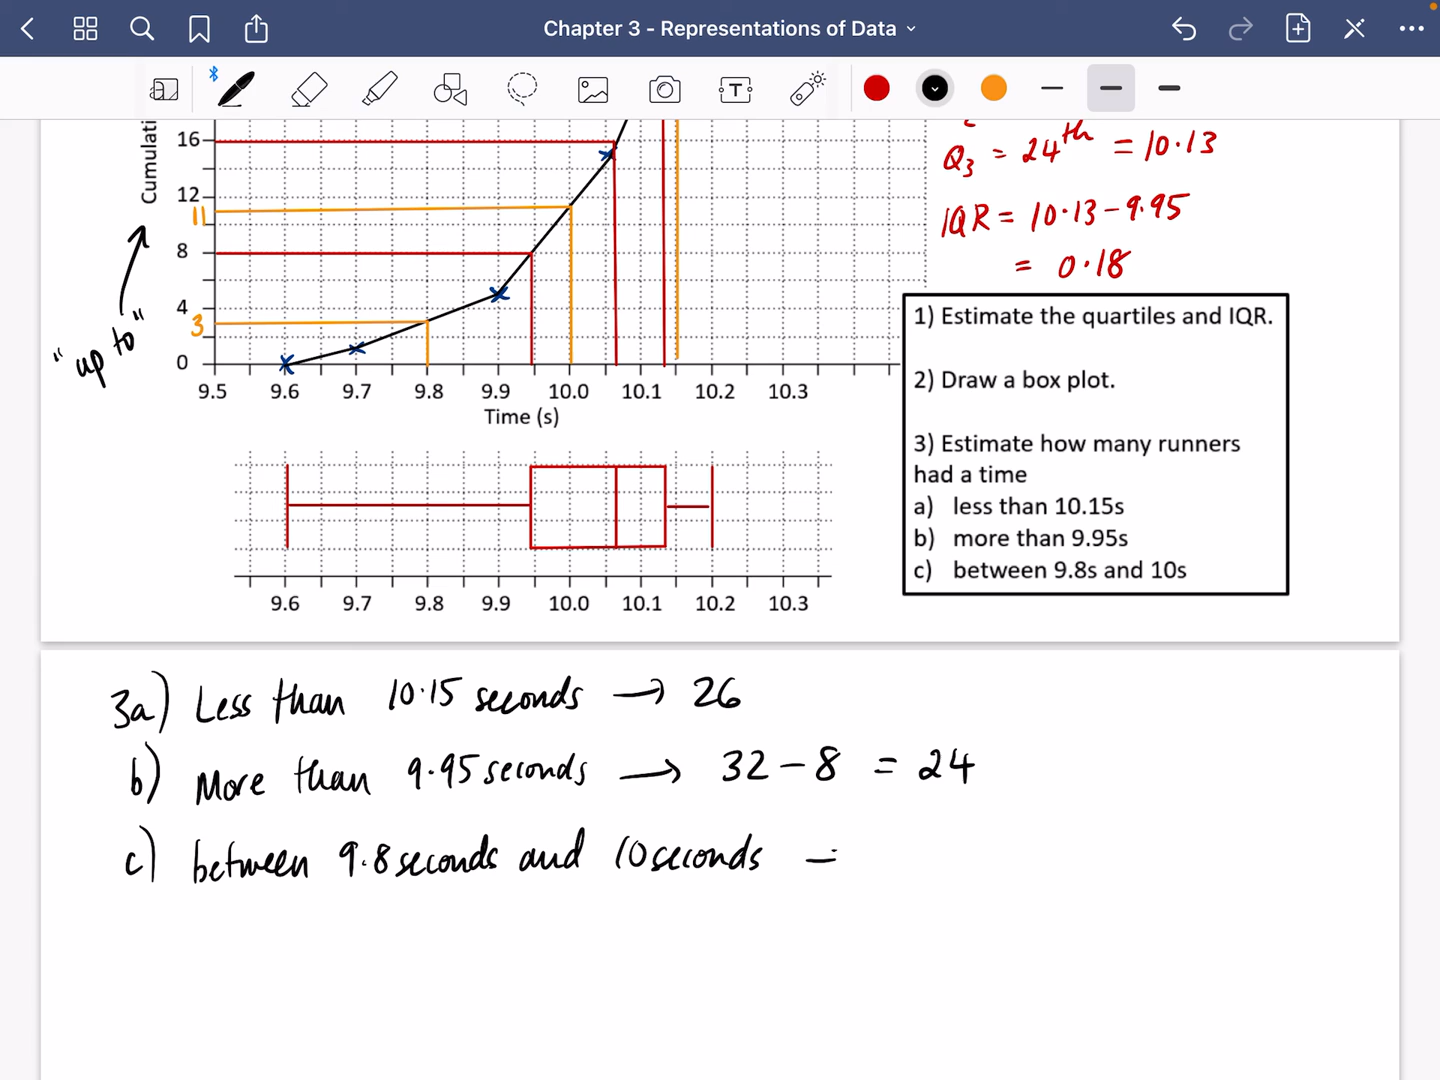 Chapter 3 - Representations of Data
Cumulati
16
12
11
8
4
3
0
"up to"
9.5 9.6 9.7 9.8 9.9 10.0 10.1 10.2 10.3
Time (s)
Q3 = 24th = 10.13
IQR = 10.13 - 9.95
= 0.18
1) Estimate the quartiles and IQR.
2) Draw a box plot.
3) Estimate how many runners
had a time
a) less than 10.15s
b) more than 9.95s
c) between 9.8s and 10s
9.6 9.7 9.8 9.9 10.0 10.1 10.2 10.3
3a) Less than 10.15 seconds → 26
b) More than 9.95 seconds → 32 - 8 = 24
c) between 9.8 seconds and 10 seconds